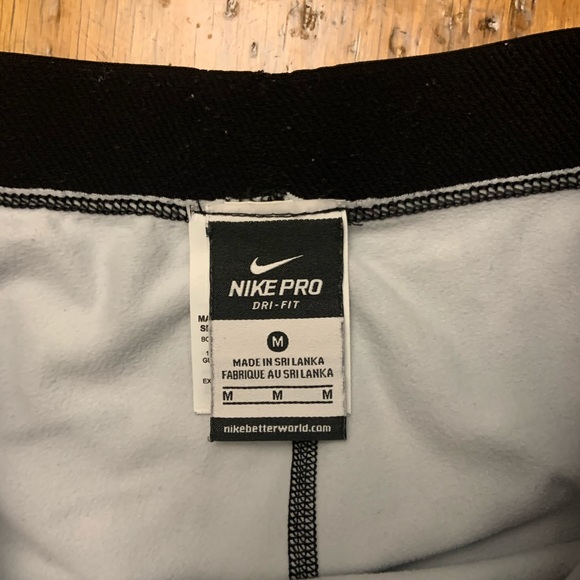 NIKE PRO
DRI-FIT
M
MADE IN SRI LANKA
FABRIQUE AU SRI LANKA
M M M
nikebetterworld.com